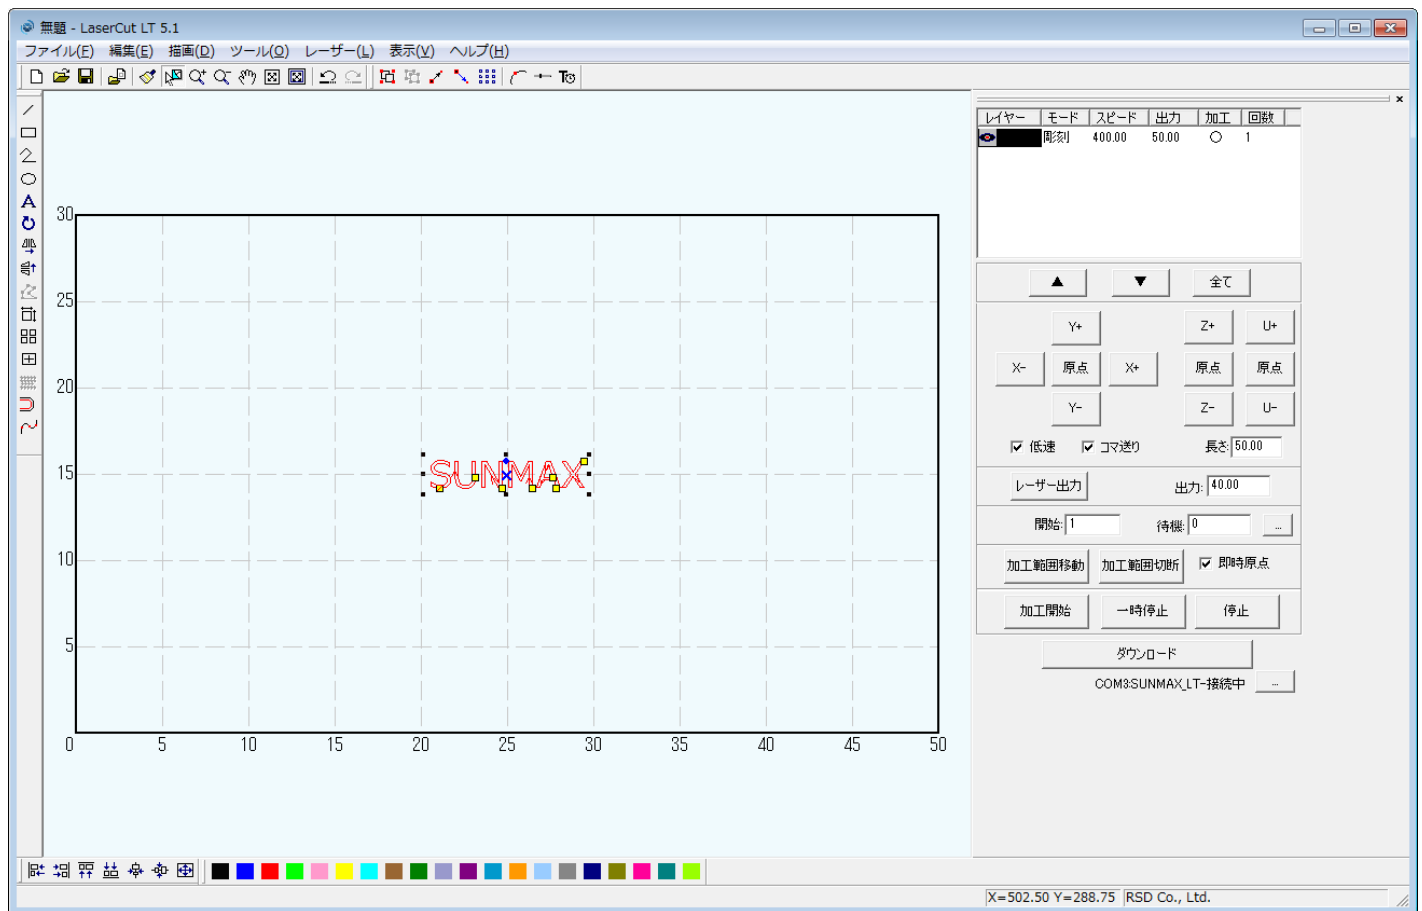 無題 - LaserCut LT 5.1
ファイル(F) 編集(E) 描画(D) ツール(O) レーザー(L) 表示(V) ヘルプ(H)
レイヤー モード スピード 出力 加工 回数
彫刻 400.00 50.00 ○ 1
▲ ▼ 全て
Y+ Z+ U+
X- 原点 X+ 原点 原点
Y- Z- U-
低速 コマ送り 長さ: 50.00
レーザー出力 出力: 40.00
開始: 1 待機: 0 ...
加工範囲移動 加工範囲切断 即時原点
加工開始 一時停止 停止
ダウンロード
COM3:SUNMAX_LT-接続中 ...
30
25
20
15
SUNMAX
10
5
0 5 10 15 20 25 30 35 40 45 50
X=502.50 Y=288.75 RSD Co., Ltd.